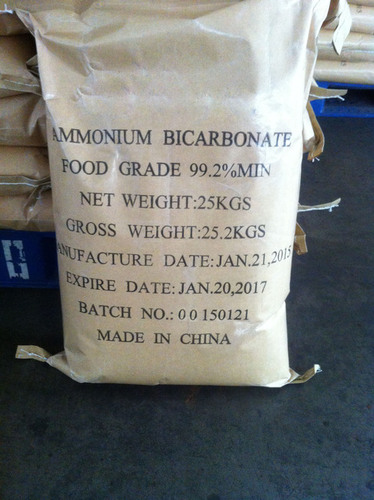 AMMONIUM BICARBONATE
FOOD GRADE 99.2%MIN
NET WEIGHT:25KGS
GROSS WEIGHT:25.2KGS
MANUFACTURE DATE:JAN.21,2015
EXPIRE DATE:JAN.20,2017
BATCH NO.:00150121
MADE IN CHINA